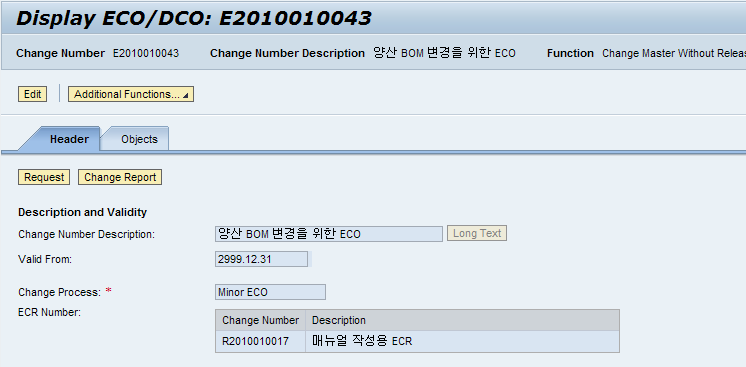 Display ECO/DCO: E2010010043
Change Number E2010010043 Change Number Description 양산 BOM 변경을 위한 ECO Function Change Master Without Relea
Edit Additional Functions...
Header Objects
Request Change Report
Description and Validity
Change Number Description: 양산 BOM 변경을 위한 ECO Long Text
Valid From: 2999.12.31
Change Process: * Minor ECO
ECR Number: Change Number Description
R2010010017 매뉴얼 작성용 ECR